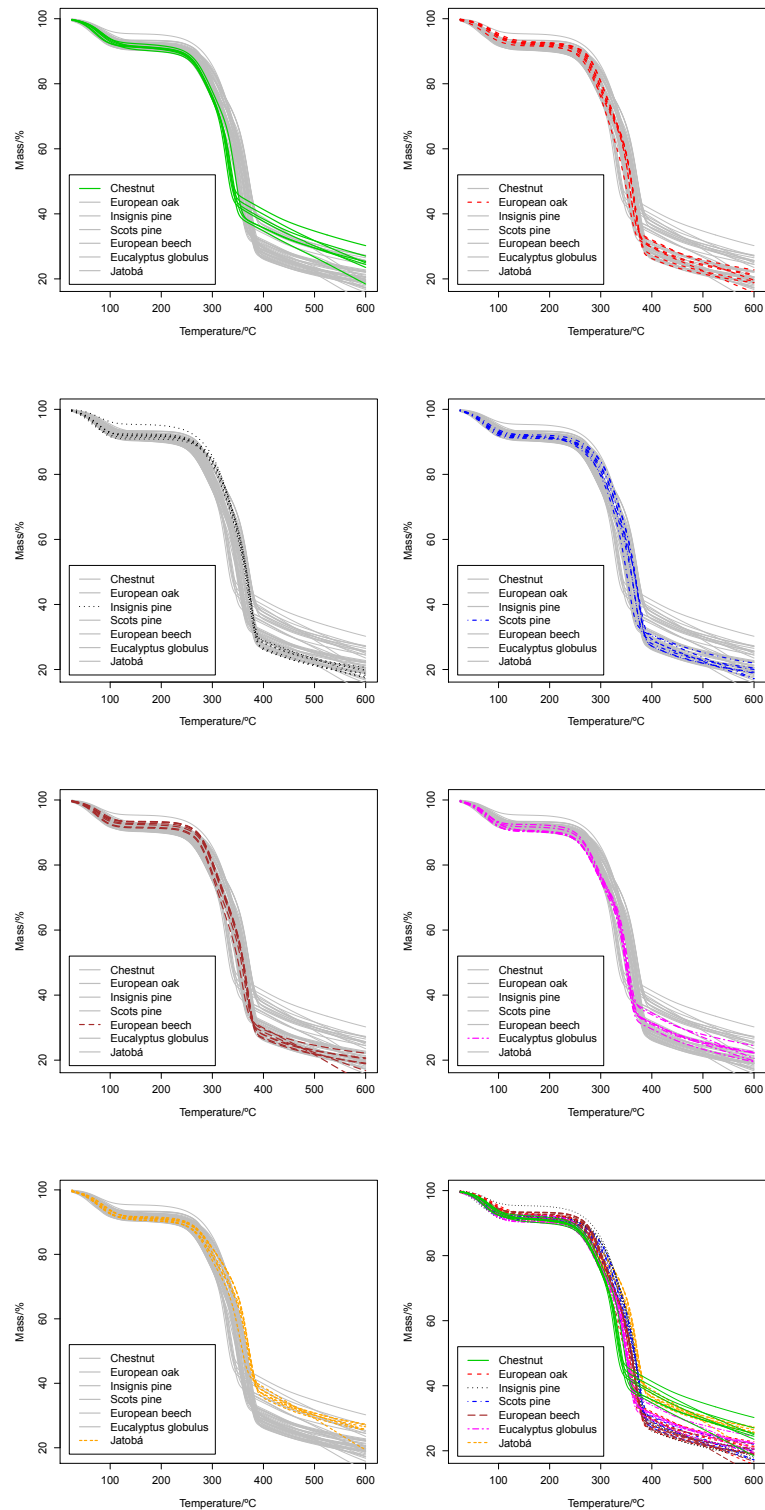 Mass/%
100
80
60
40
20
Chestnut
European oak
Insignis pine
Scots pine
European beech
Eucalyptus globulus
Jatobá
100 200 300 400 500 600
Temperature/ºC
Mass/%
100
80
60
40
20
Chestnut
European oak
Insignis pine
Scots pine
European beech
Eucalyptus globulus
Jatobá
100 200 300 400 500 600
Temperature/ºC
Mass/%
100
80
60
40
20
Chestnut
European oak
Insignis pine
Scots pine
European beech
Eucalyptus globulus
Jatobá
100 200 300 400 500 600
Temperature/ºC
Mass/%
100
80
60
40
20
Chestnut
European oak
Insignis pine
Scots pine
European beech
Eucalyptus globulus
Jatobá
100 200 300 400 500 600
Temperature/ºC
Mass/%
100
80
60
40
20
Chestnut
European oak
Insignis pine
Scots pine
European beech
Eucalyptus globulus
Jatobá
100 200 300 400 500 600
Temperature/ºC
Mass/%
100
80
60
40
20
Chestnut
European oak
Insignis pine
Scots pine
European beech
Eucalyptus globulus
Jatobá
100 200 300 400 500 600
Temperature/ºC
Mass/%
100
80
60
40
20
Chestnut
European oak
Insignis pine
Scots pine
European beech
Eucalyptus globulus
Jatobá
100 200 300 400 500 600
Temperature/ºC
Mass/%
100
80
60
40
20
Chestnut
European oak
Insignis pine
Scots pine
European beech
Eucalyptus globulus
Jatobá
100 200 300 400 500 600
Temperature/ºC